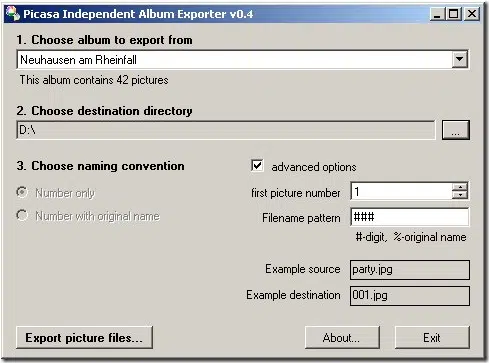 Picasa Independent Album Exporter v0.4
1. Choose album to export from
Neuhausen am Rheinfall
This album contains 42 pictures
2. Choose destination directory
D:\
...
3. Choose naming convention
advanced options
Number only
first picture number 1
Number with original name
Filename pattern ###
#-digit, %-original name
Example source party.jpg
Example destination 001.jpg
Export picture files... About... Exit